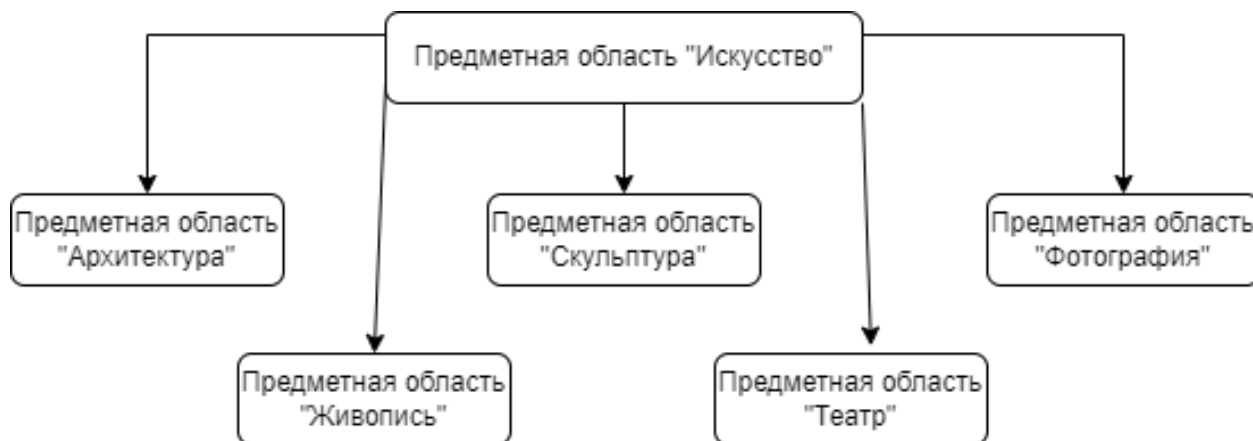 Предметная область "Искусство"
Предметная область
"Архитектура"
Предметная область
"Скульптура"
Предметная область
"Фотография"
Предметная область
"Живопись"
Предметная область
"Театр"